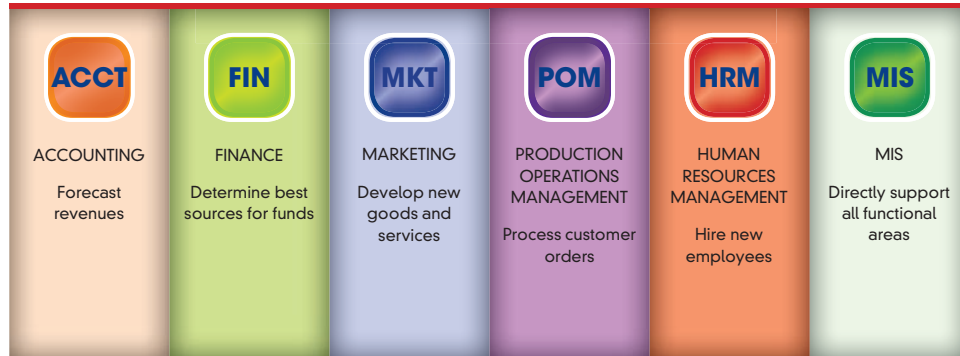 ACCT
ACCOUNTING
Forecast
revenues
FIN
FINANCE
Determine best
sources for funds
MKT
MARKETING
Develop new
goods and
services
POM
PRODUCTION
OPERATIONS
MANAGEMENT
Process customer
orders
HRM
HUMAN
RESOURCES
MANAGEMENT
Hire new
employees
MIS
MIS
Directly support
all functional
areas